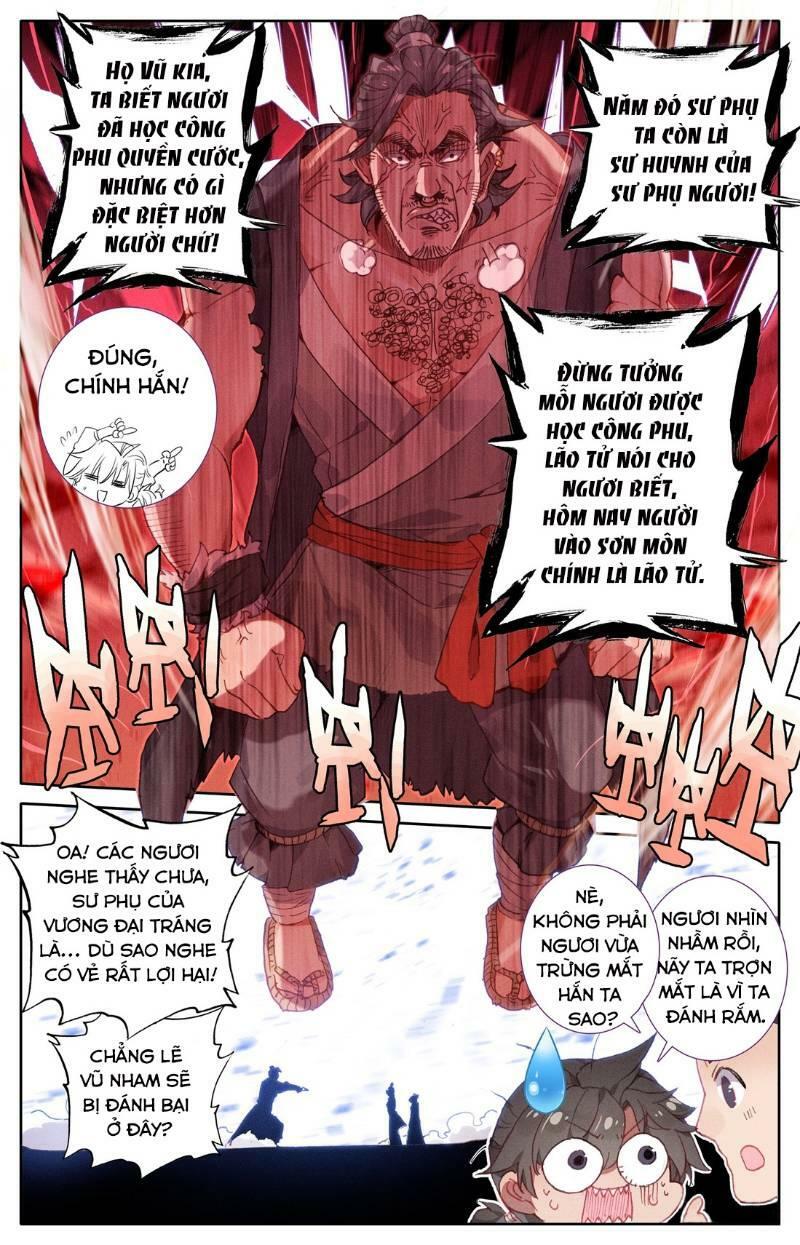 HỌ VŨ KIA,
TA BIẾT NGƯƠI
ĐÃ HỌC CÔNG
PHU QUYỀN CƯỚC,
NHƯNG CÓ GÌ
ĐẶC BIỆT HƠN
NGƯỜI CHỨ!
NĂM ĐÓ SƯ PHỤ
TA CÒN LÀ
SƯ HUYNH CỦA
SƯ PHỤ NGƯƠI!
ĐÚNG,
CHÍNH HẮN!
ĐỪNG TƯỞNG
MỖI NGƯƠI ĐƯỢC
HỌC CÔNG PHU,
LÃO TỬ NÓI CHO
NGƯƠI BIẾT,
HÔM NAY NGƯỜI
VÀO SƠN MÔN
CHÍNH LÀ LÃO TỬ.
OA! CÁC NGƯƠI
NGHE THẤY CHƯA,
SƯ PHỤ CỦA
VƯƠNG ĐẠI TRÁNG
LÀ... DÙ SAO NGHE
CÓ VẺ RẤT LỢI HẠI!
NÈ,
KHÔNG PHẢI
NGƯƠI VỪA
TRỪNG MẮT
HẮN TA
SAO?
NGƯƠI NHÌN
NHẦM RỒI,
NÃY TA TRỢN
MẮT LÀ VÌ TA
ĐÁNH RẮM.
CHẲNG LẼ
VŨ NHAM SẼ
BỊ ĐÁNH BẠI
Ở ĐÂY?